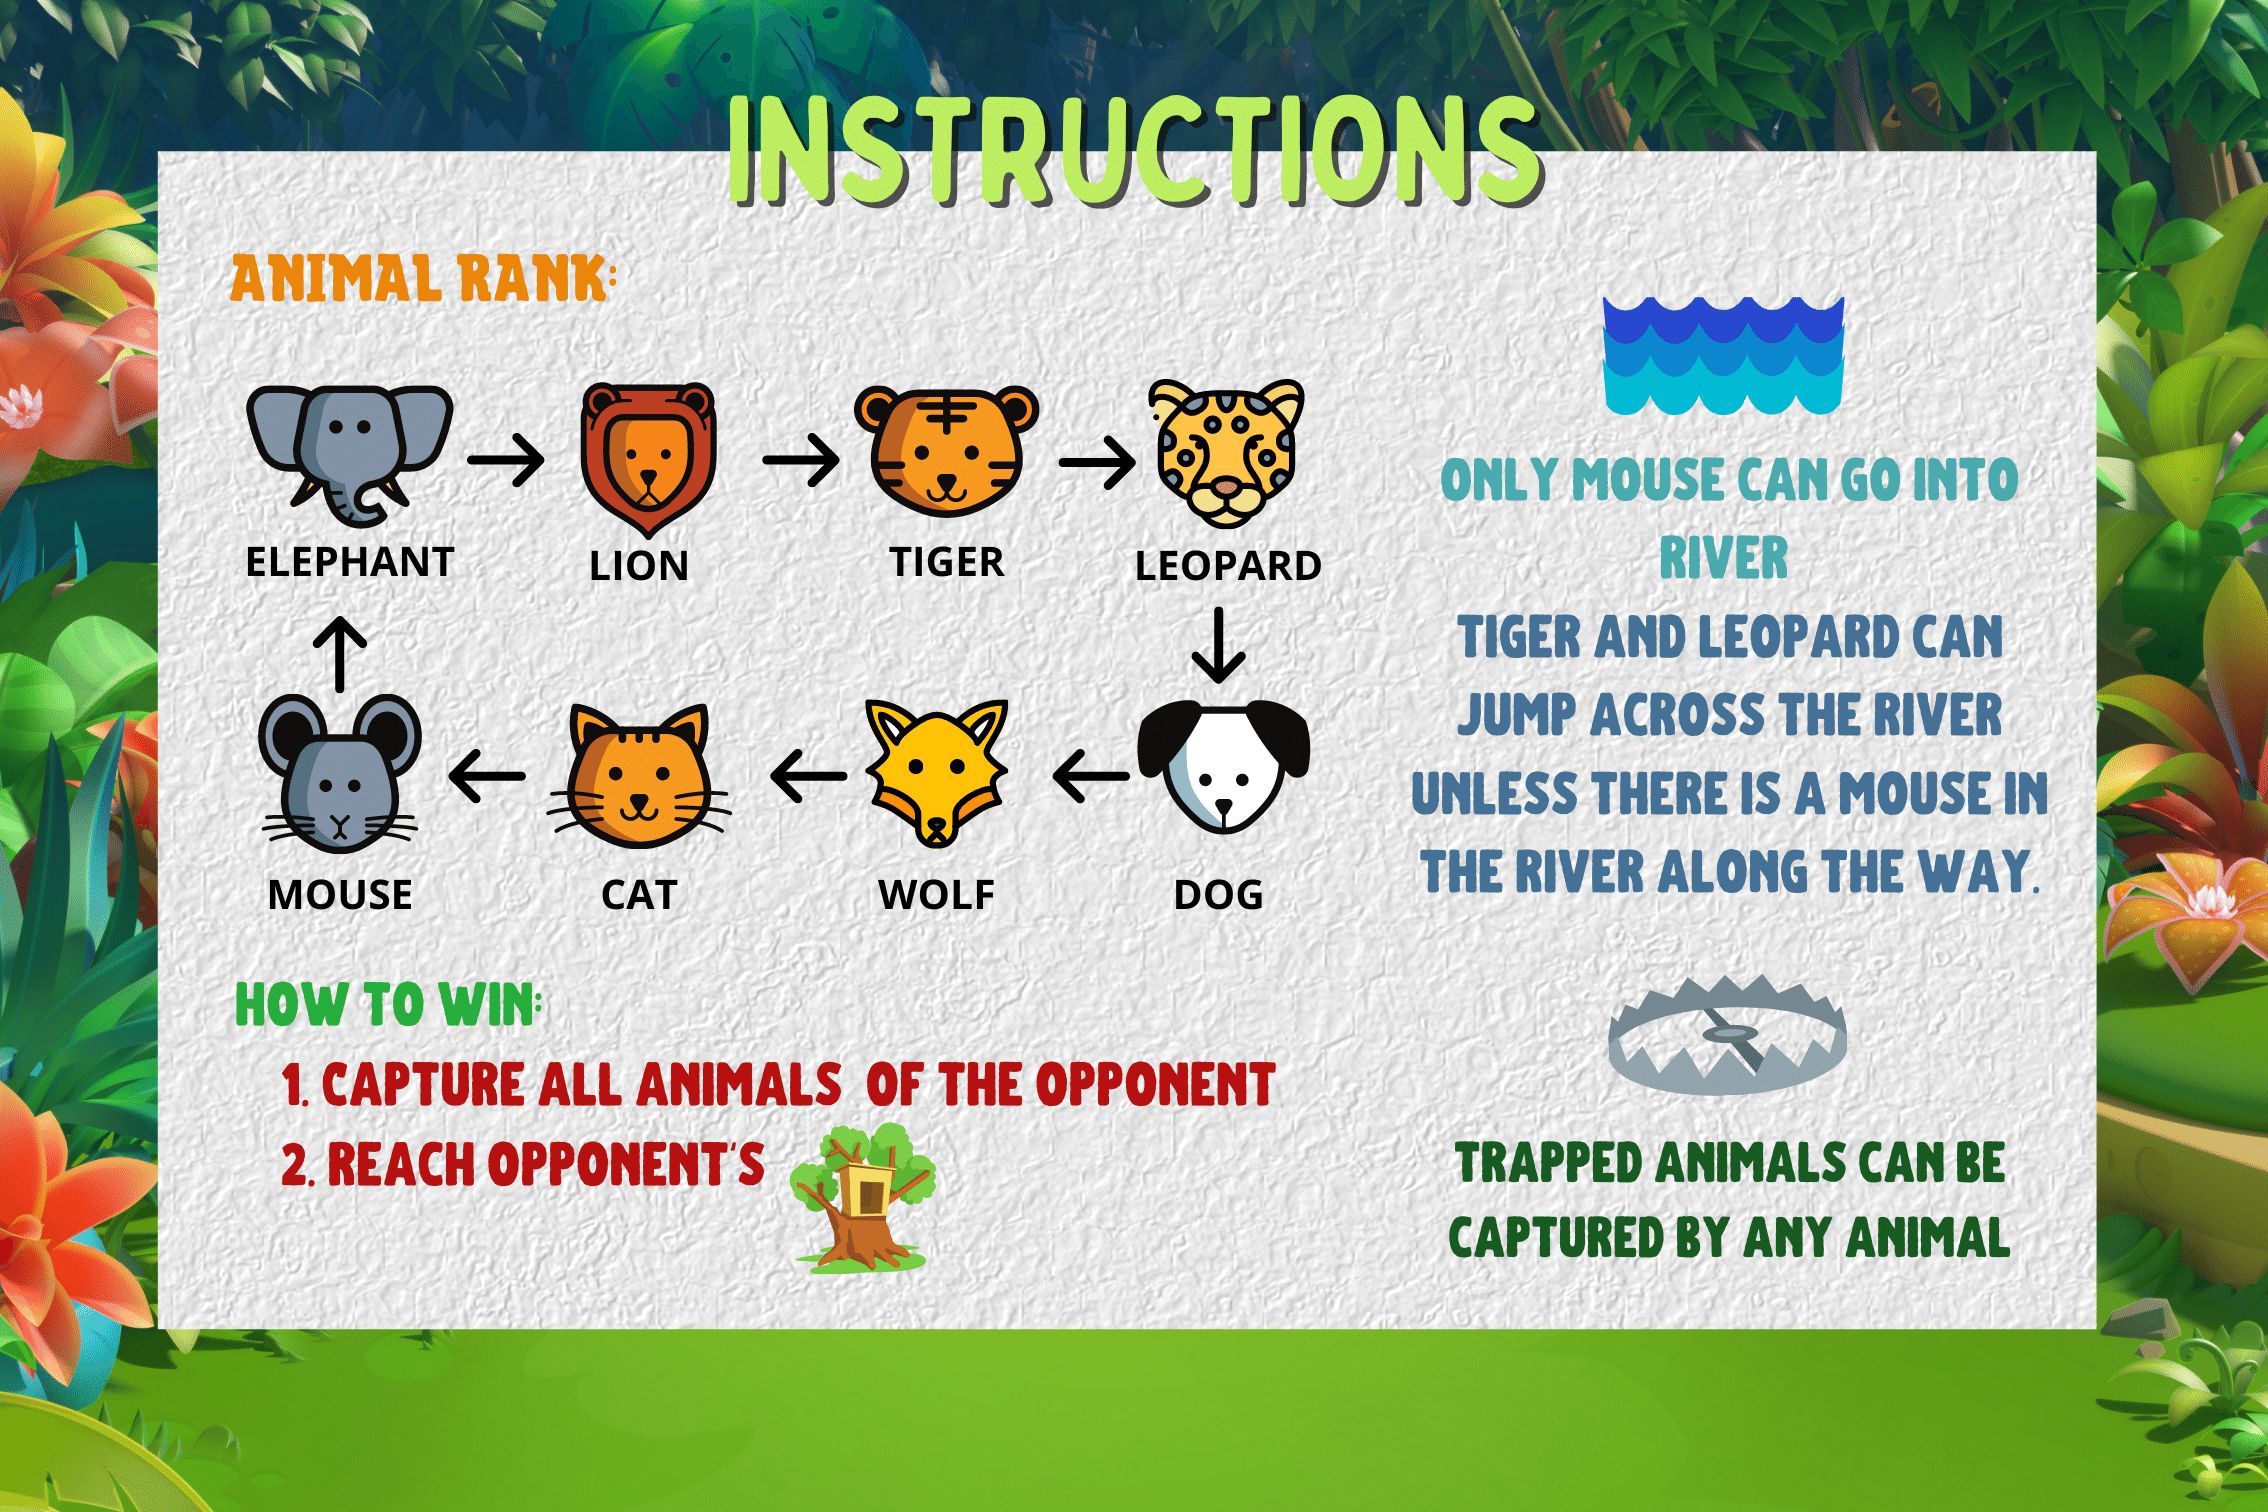 INSTRUCTIONS
ANIMAL RANK:
ELEPHANT
LION
TIGER
LEOPARD
MOUSE
CAT
WOLF
DOG
HOW TO WIN:
1. CAPTURE ALL ANIMALS OF THE OPPONENT
2. REACH OPPONENT'S
ONLY MOUSE CAN GO INTO
RIVER
TIGER AND LEOPARD CAN
JUMP ACROSS THE RIVER
UNLESS THERE IS A MOUSE IN
THE RIVER ALONG THE WAY.
TRAPPED ANIMALS CAN BE
CAPTURED BY ANY ANIMAL